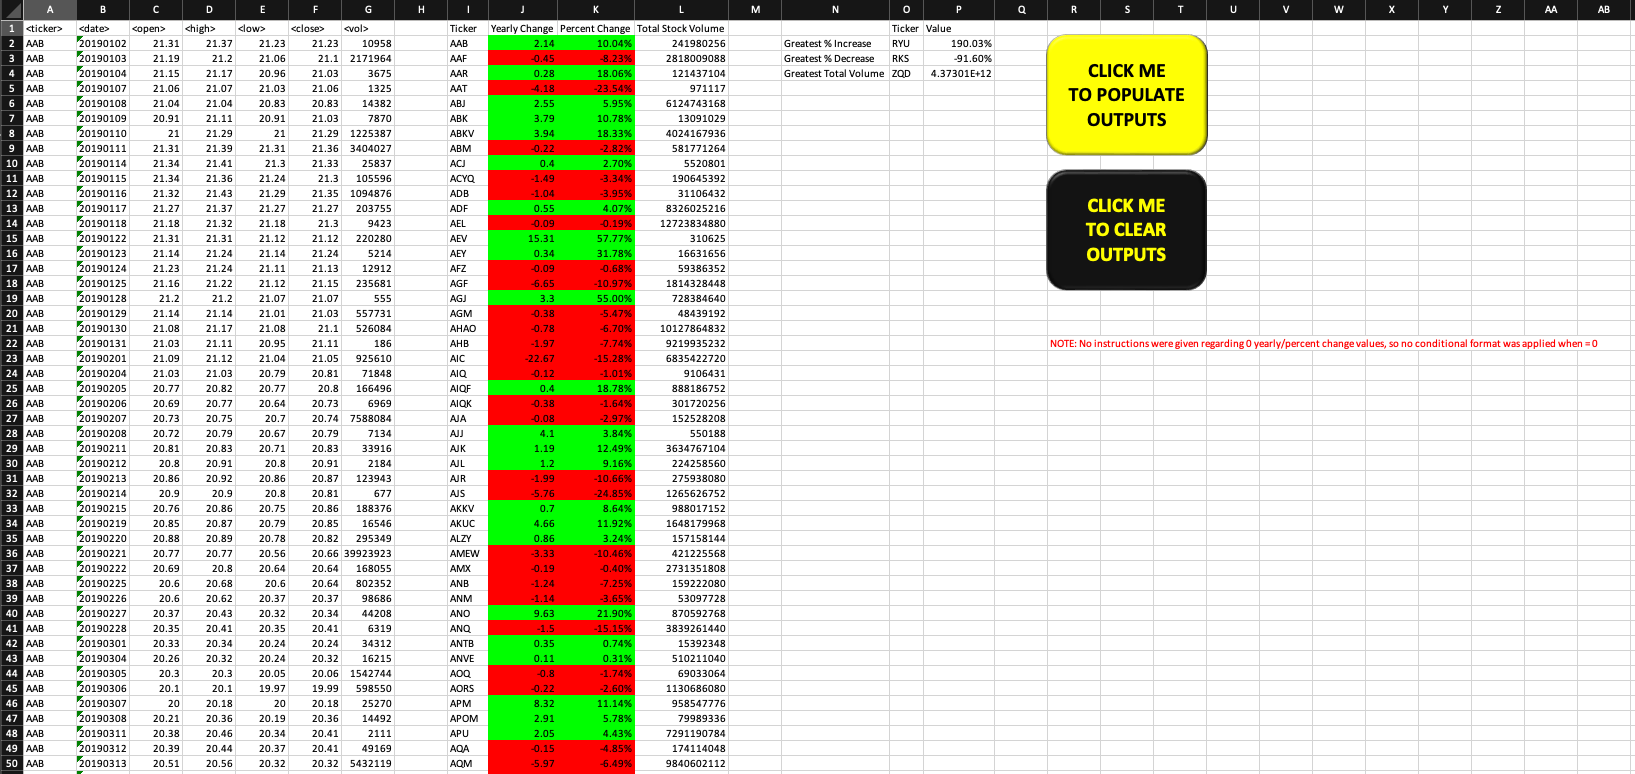 A B C D E F G H I J K L M N O P Q R S T U V W X Y Z AA AB
1 <ticker> <date> <open> <high> <low> <close> <vol> Ticker Yearly Change Percent Change Total Stock Volume Ticker Value
2 AAB 20190102 21.31 21.37 21.23 21.23 10958 AAB 2.14 10.04% 241980256 Greatest % Increase RYU 190.03%
3 AAB 20190103 21.19 21.2 21.06 21.1 2171964 AAF -0.45 -8.23% 2818009088 Greatest % Decrease RKS -91.60%
4 AAB 20190104 21.15 21.17 20.96 21.03 3675 AAR 0.28 18.06% 121437104 Greatest Total Volume ZQD 4.37301E+12
5 AAB 20190107 21.06 21.07 21.03 21.06 1325 AAT -4.18 -23.54% 971117
6 AAB 20190108 21.04 21.04 20.83 20.83 14382 ABJ 2.55 5.95% 6124743168
7 AAB 20190109 20.91 21.11 20.91 21.03 7870 ABK 3.79 10.78% 13091029
8 AAB 20190110 21 21.29 21 21.29 1225387 ABKV 3.94 18.33% 4024167936
9 AAB 20190111 21.31 21.39 21.31 21.36 3404027 ABM -0.22 -2.82% 581771264
10 AAB 20190114 21.34 21.41 21.3 21.33 25837 ACJ 0.4 2.70% 5520801
11 AAB 20190115 21.34 21.36 21.24 21.3 105596 ACYQ -1.49 -3.34% 190645392
12 AAB 20190116 21.32 21.43 21.29 21.35 1094876 ADB -1.04 -3.95% 31106432
13 AAB 20190117 21.27 21.37 21.27 21.27 203755 ADF 0.55 4.07% 8326025216
14 AAB 20190118 21.18 21.32 21.18 21.3 9423 AEL -0.09 -0.19% 12723834880
15 AAB 20190122 21.31 21.31 21.12 21.12 220280 AEV 15.31 57.77% 310625
16 AAB 20190123 21.14 21.24 21.14 21.24 5214 AEY 0.34 31.78% 16631656
17 AAB 20190124 21.23 21.24 21.11 21.13 12912 AFZ -0.09 -0.68% 59386352
18 AAB 20190125 21.16 21.22 21.12 21.15 235681 AGF -6.65 -10.97% 1814328448
19 AAB 20190128 21.2 21.2 21.07 21.07 555 AGJ 3.3 55.00% 728384640
20 AAB 20190129 21.14 21.14 21.01 21.03 557731 AGM -0.38 -5.47% 48439192
21 AAB 20190130 21.08 21.17 21.08 21.1 526084 AHAO -0.78 -6.70% 10127864832
22 AAB 20190131 21.03 21.11 20.95 21.11 186 AHB -1.97 -7.74% 9219935232
23 AAB 20190201 21.09 21.12 21.04 21.05 925610 AIC -22.67 -15.28% 6835422720
24 AAB 20190204 21.03 21.03 20.79 20.81 71848 AIQ -0.12 -1.01% 9106431
25 AAB 20190205 20.77 20.82 20.77 20.8 166496 AIQF 0.4 18.78% 888186752
26 AAB 20190206 20.69 20.77 20.64 20.73 6969 AIQK -0.38 -1.64% 301720256
27 AAB 20190207 20.73 20.75 20.7 20.74 7588084 AJA -0.08 -2.97% 152528208
28 AAB 20190208 20.72 20.79 20.67 20.79 7134 AJJ 4.1 3.84% 550188
29 AAB 20190211 20.81 20.83 20.71 20.83 33916 AJK 1.19 12.49% 3634767104
30 AAB 20190212 20.8 20.91 20.8 20.91 2184 AJL 1.2 9.16% 224258560
31 AAB 20190213 20.86 20.92 20.86 20.87 123943 AJR -1.99 -10.66% 275938080
32 AAB 20190214 20.9 20.9 20.8 20.81 677 AJS -5.76 -24.85% 1265626752
33 AAB 20190215 20.76 20.86 20.75 20.86 188376 AKKV 0.7 8.64% 988017152
34 AAB 20190219 20.85 20.87 20.79 20.85 16546 AKUC 4.66 11.92% 1648179968
35 AAB 20190220 20.88 20.89 20.78 20.82 295349 ALZY 0.86 3.24% 157158144
36 AAB 20190221 20.77 20.77 20.56 20.66 39923923 AMEW -3.33 -10.46% 421225568
37 AAB 20190222 20.69 20.8 20.64 20.64 168055 AMX -0.19 -0.40% 2731351808
38 AAB 20190225 20.6 20.68 20.6 20.64 802352 ANB -1.24 -7.25% 159222080
39 AAB 20190226 20.6 20.62 20.37 20.37 98686 ANM -1.14 -3.65% 53097728
40 AAB 20190227 20.37 20.43 20.32 20.34 44208 ANO 9.63 21.90% 870592768
41 AAB 20190228 20.35 20.41 20.35 20.41 6319 ANQ -1.5 -15.15% 3839261440
42 AAB 20190301 20.33 20.34 20.24 20.24 34312 ANTB 0.35 0.74% 15392348
43 AAB 20190304 20.26 20.32 20.24 20.32 16215 ANVE 0.11 0.31% 510211040
44 AAB 20190305 20.3 20.3 20.05 20.06 1542744 AOQ -0.8 -1.74% 69033064
45 AAB 20190306 20.1 20.1 19.97 19.99 598550 AORS -0.22 -2.60% 1130686080
46 AAB 20190307 20 20.18 20 20.18 25270 APM 8.32 11.14% 958547776
47 AAB 20190308 20.21 20.36 20.19 20.36 14492 APOM 2.91 5.78% 79989336
48 AAB 20190311 20.38 20.46 20.34 20.41 2111 APU 2.05 4.43% 7291190784
49 AAB 20190312 20.39 20.44 20.37 20.41 49169 AQA -0.15 -4.85% 174114048
50 AAB 20190313 20.51 20.56 20.32 20.32 5432119 AQM -5.97 -6.49% 9840602112
CLICK ME
TO POPULATE
OUTPUTS
CLICK ME
TO CLEAR
OUTPUTS
NOTE: No instructions were given regarding 0 yearly/percent change values, so no conditional format was applied when = 0